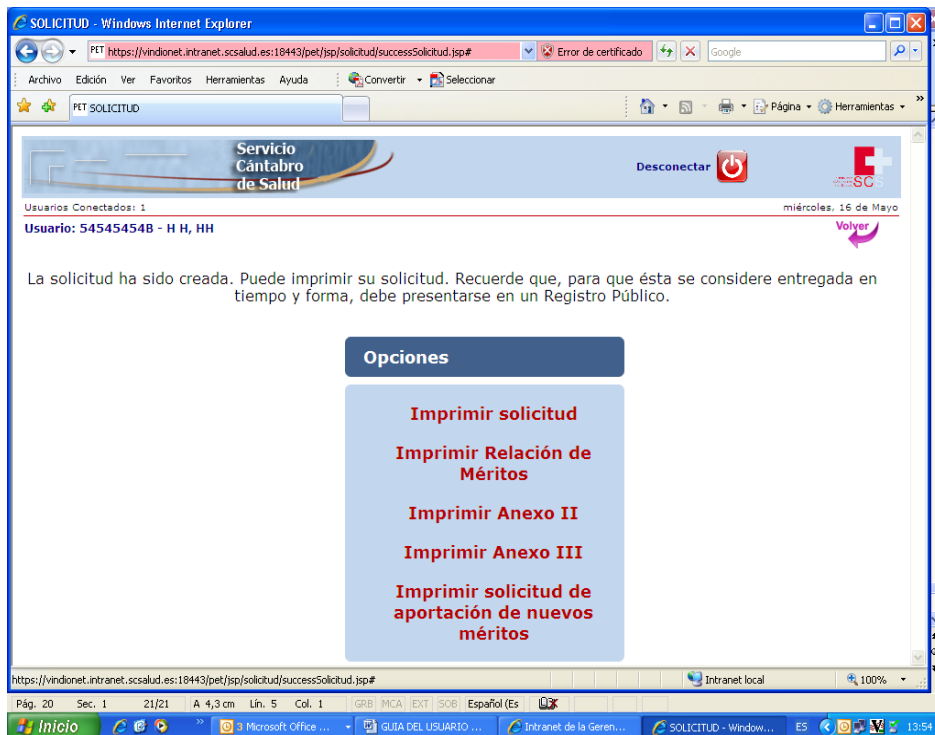 SOLICITUD - Windows Internet Explorer
PET https://vindionet.intranet.scsalud.es:18443/pet/jsp/solicitud/successSolicitud.jsp# Error de certificado Google
Archivo Edición Ver Favoritos Herramientas Ayuda Convertir Seleccionar
PET SOLICITUD Página Herramientas »
Servicio
Cántabro
de Salud
Desconectar
SCS
Usuarios Conectados: 1 miércoles, 16 de Mayo
Usuario: 54545454B - H H, HH Volver
La solicitud ha sido creada. Puede imprimir su solicitud. Recuerde que, para que ésta se considere entregada en
tiempo y forma, debe presentarse en un Registro Público.
Opciones
Imprimir solicitud
Imprimir Relación de
Méritos
Imprimir Anexo II
Imprimir Anexo III
Imprimir solicitud de
aportación de nuevos
méritos
https://vindionet.intranet.scsalud.es:18443/pet/jsp/solicitud/successSolicitud.jsp# Intranet local 100%
Pág. 20 Sec. 1 21/21 A 4,3 cm Lín. 5 Col. 1 GRB MCA EXT SOB Español (Es
Inicio » 3 Microsoft Office ... GUIA DEL USUARIO ... Intranet de la Geren... SOLICITUD - Window... ES 13:54